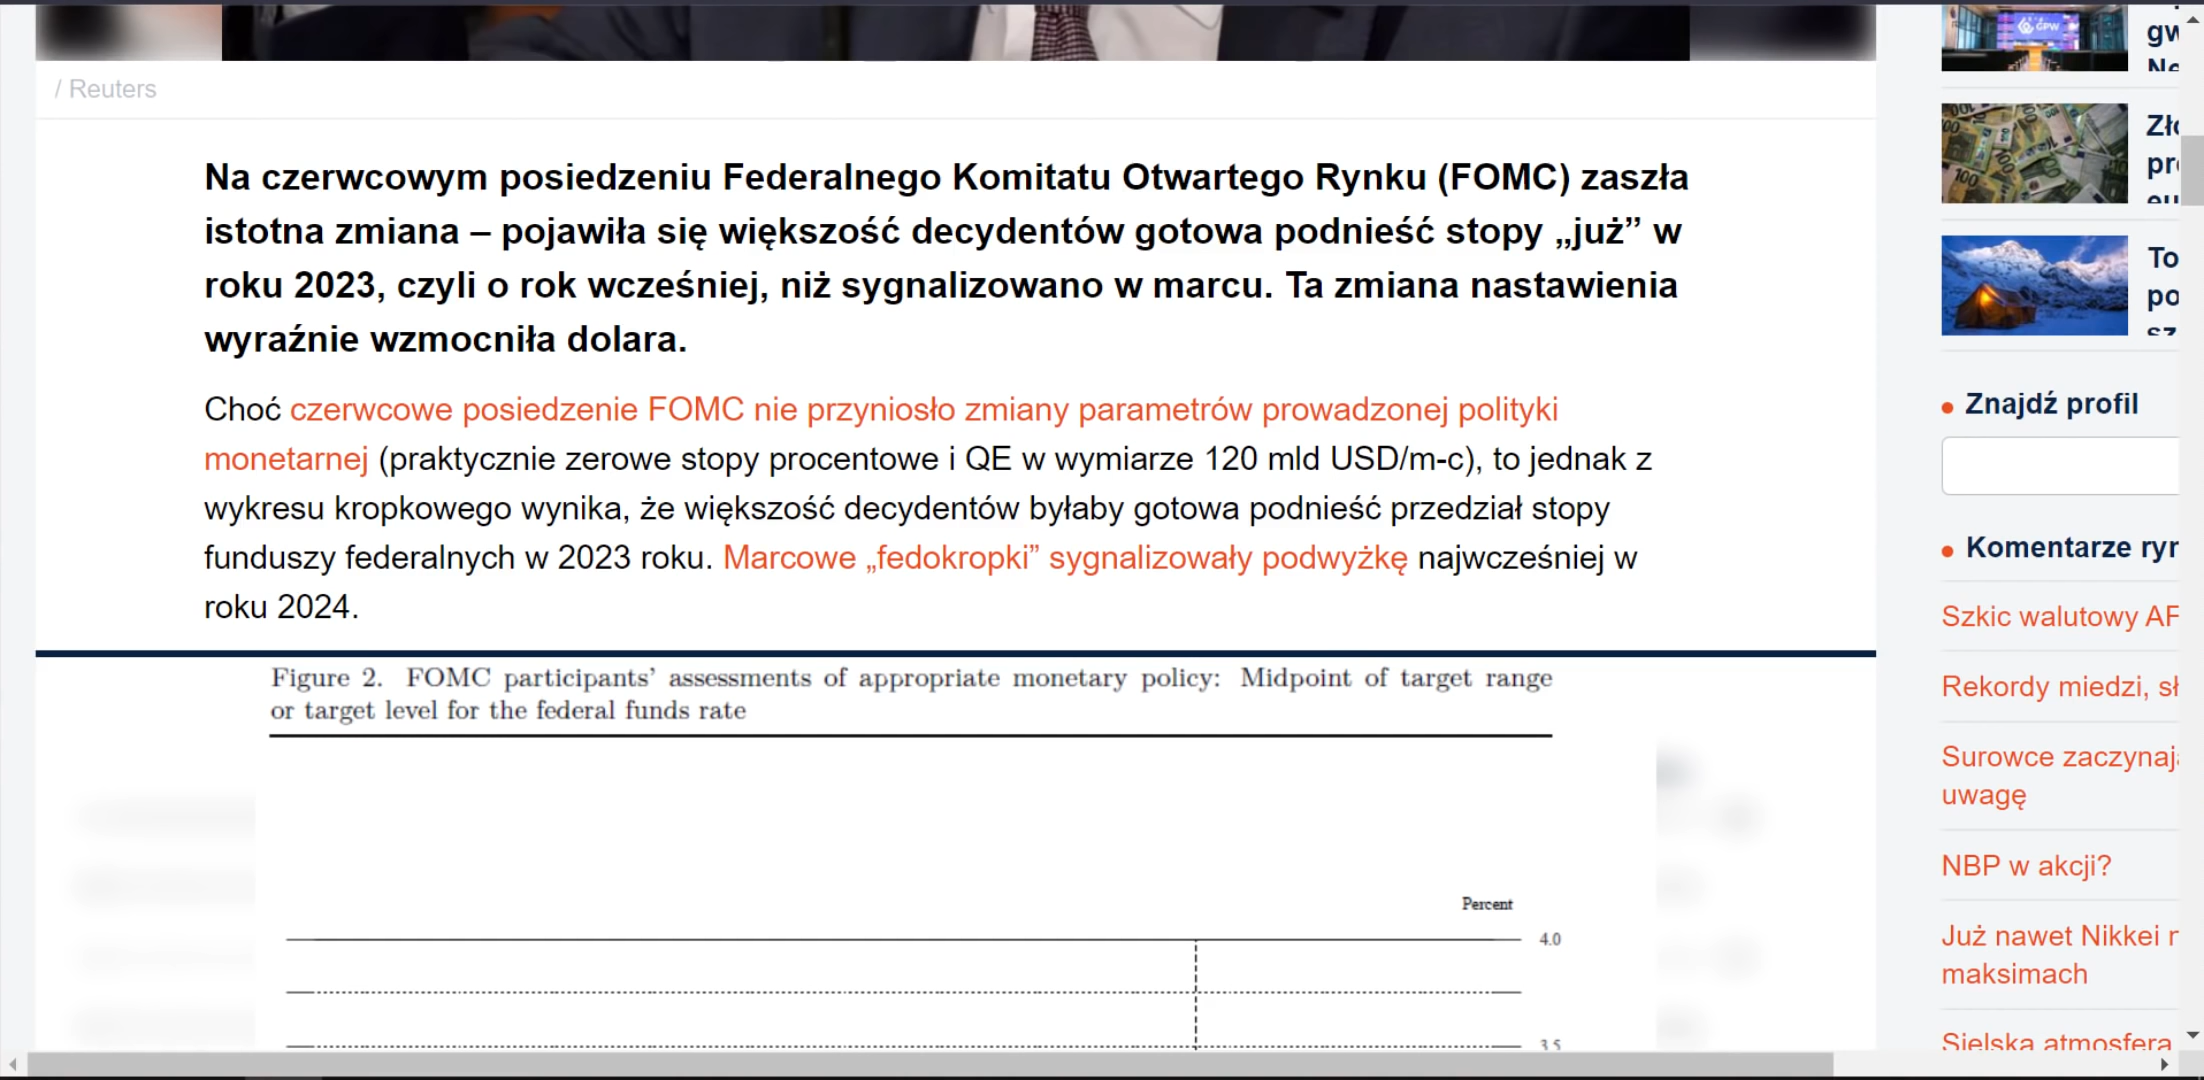 / Reuters
Na czerwcowym posiedzeniu Federalnego Komitatu Otwartego Rynku (FOMC) zaszła
istotna zmiana – pojawiła się większość decydentów gotowa podnieść stopy „już” w
roku 2023, czyli o rok wcześniej, niż sygnalizowano w marcu. Ta zmiana nastawienia
wyraźnie wzmocniła dolara.
Choć czerwcowe posiedzenie FOMC nie przyniosło zmiany parametrów prowadzonej polityki
monetarnej (praktycznie zerowe stopy procentowe i QE w wymiarze 120 mld USD/m-c), to jednak z
wykresu kropkowego wynika, że większość decydentów byłaby gotowa podnieść przedział stopy
funduszy federalnych w 2023 roku. Marcowe „fedokropki” sygnalizowały podwyżkę najwcześniej w
roku 2024.
Figure 2. FOMC participants’ assessments of appropriate monetary policy: Midpoint of target range
or target level for the federal funds rate
Percent
4.0
3.5
GPW
Znajdź profil
Komentarze
Szkic walutowy
Rekordy miedzi,
Surowce
uwagę
NBP w akcji?
Już nawet Nikkei
maksimach
Sielska atmosfera